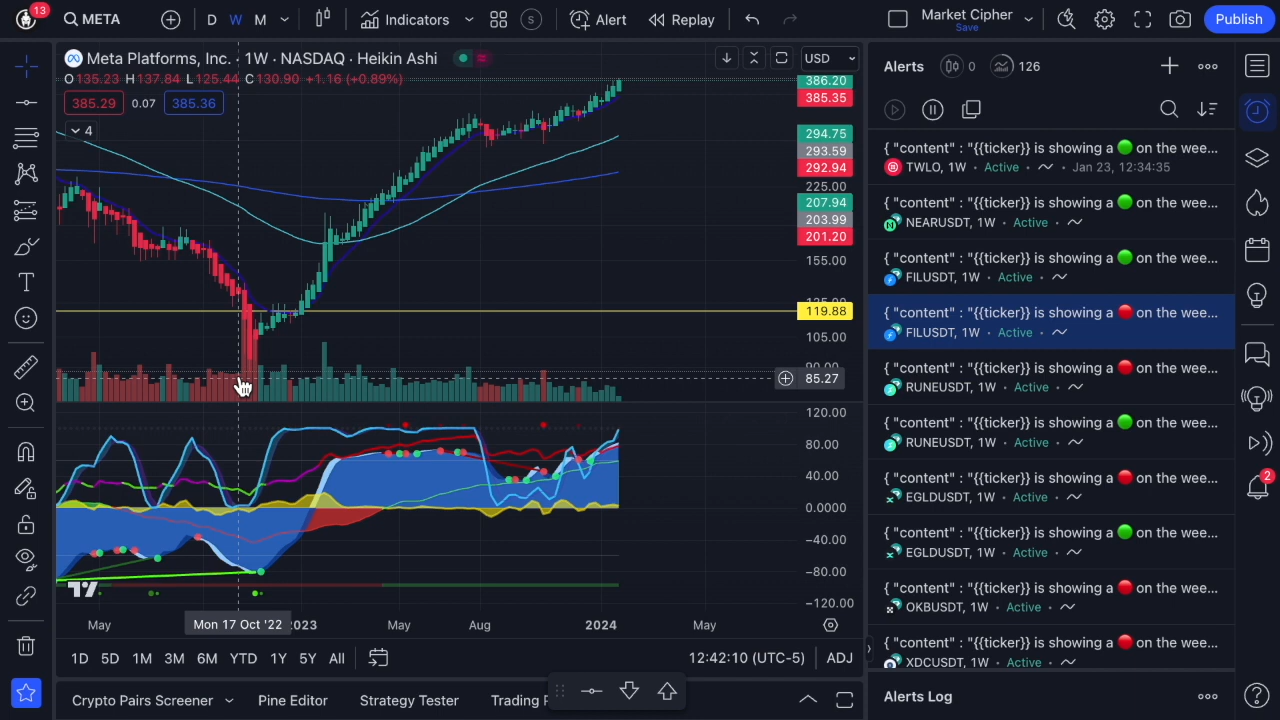 13
META
D
W
M
Indicators
S
Alert
Replay
Market Cipher
Save
Publish
Meta Platforms, Inc. · 1W · NASDAQ · Heikin Ashi
O135.23 H137.84 L125.44 C130.90 +1.16 (+0.89%)
385.29
0.07
385.36
4
USD
386.20
385.35
294.75
293.59
292.94
225.00
207.94
203.99
201.20
155.00
119.88
105.00
90.00
85.27
120.00
80.00
40.00
0.0000
−40.00
−80.00
−120.00
May
Mon 17 Oct '22
2023
May
Aug
2024
May
1D
5D
1M
3M
6M
YTD
1Y
5Y
All
12:42:10 (UTC-5)
ADJ
Crypto Pairs Screener
Pine Editor
Strategy Tester
Alerts
0
126
{ "content" : "{{ticker}} is showing a 🟢 on the wee...
TWLO, 1W · Active · Jan 23, 12:34:35
{ "content" : "{{ticker}} is showing a 🟢 on the wee...
NEARUSDT, 1W · Active ·
{ "content" : "{{ticker}} is showing a 🟢 on the wee...
FILUSDT, 1W · Active ·
{ "content" : "{{ticker}} is showing a 🔴 on the wee...
FILUSDT, 1W · Active ·
{ "content" : "{{ticker}} is showing a 🔴 on the wee...
RUNEUSDT, 1W · Active ·
{ "content" : "{{ticker}} is showing a 🟢 on the wee...
RUNEUSDT, 1W · Active ·
{ "content" : "{{ticker}} is showing a 🔴 on the wee...
EGLDUSDT, 1W · Active ·
{ "content" : "{{ticker}} is showing a 🟢 on the wee...
EGLDUSDT, 1W · Active ·
{ "content" : "{{ticker}} is showing a 🔴 on the wee...
OKBUSDT, 1W · Active ·
{ "content" : "{{ticker}} is showing a 🔴 on the wee...
XDCUSDT, 1W · Active ·
Alerts Log
2